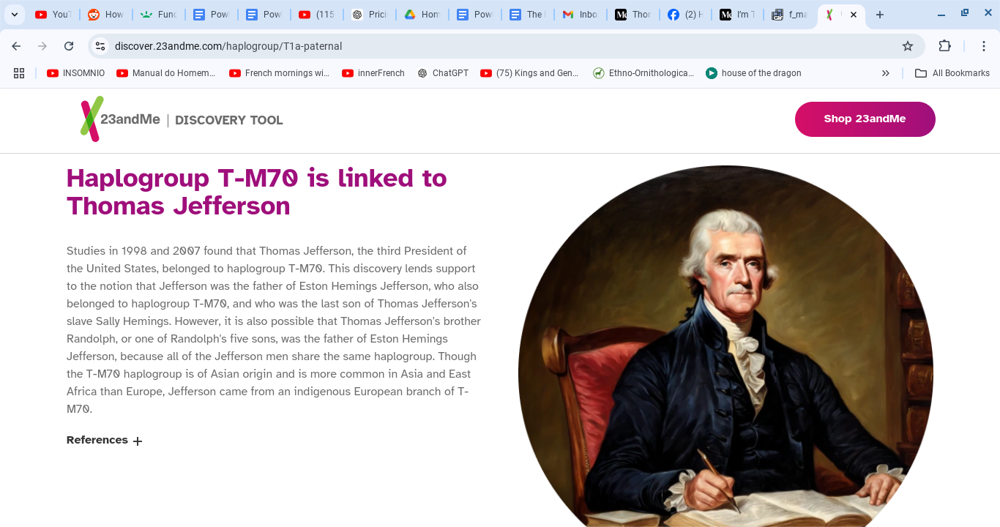 YouT
How
Func
Pow
Pow
(115
Prici
Hom
Pow
The
Inbo
Thor
(2) H
I'm T
f_ma
discover.23andme.com/haplogroup/T1a-paternal
INSOMNIO
Manual do Homem...
French mornings wi...
innerFrench
ChatGPT
(75) Kings and Gen...
Ethno-Ornithologica...
house of the dragon
All Bookmarks
23andMe | DISCOVERY TOOL
Shop 23andMe
Haplogroup T-M70 is linked to
Thomas Jefferson
Studies in 1998 and 2007 found that Thomas Jefferson, the third President of
the United States, belonged to haplogroup T-M70. This discovery lends support
to the notion that Jefferson was the father of Eston Hemings Jefferson, who also
belonged to haplogroup T-M70, and who was the last son of Thomas Jefferson's
slave Sally Hemings. However, it is also possible that Thomas Jefferson's brother
Randolph, or one of Randolph's five sons, was the father of Eston Hemings
Jefferson, because all of the Jefferson men share the same haplogroup. Though
the T-M70 haplogroup is of Asian origin and is more common in Asia and East
Africa than Europe, Jefferson came from an indigenous European branch of T-
M70.
References +